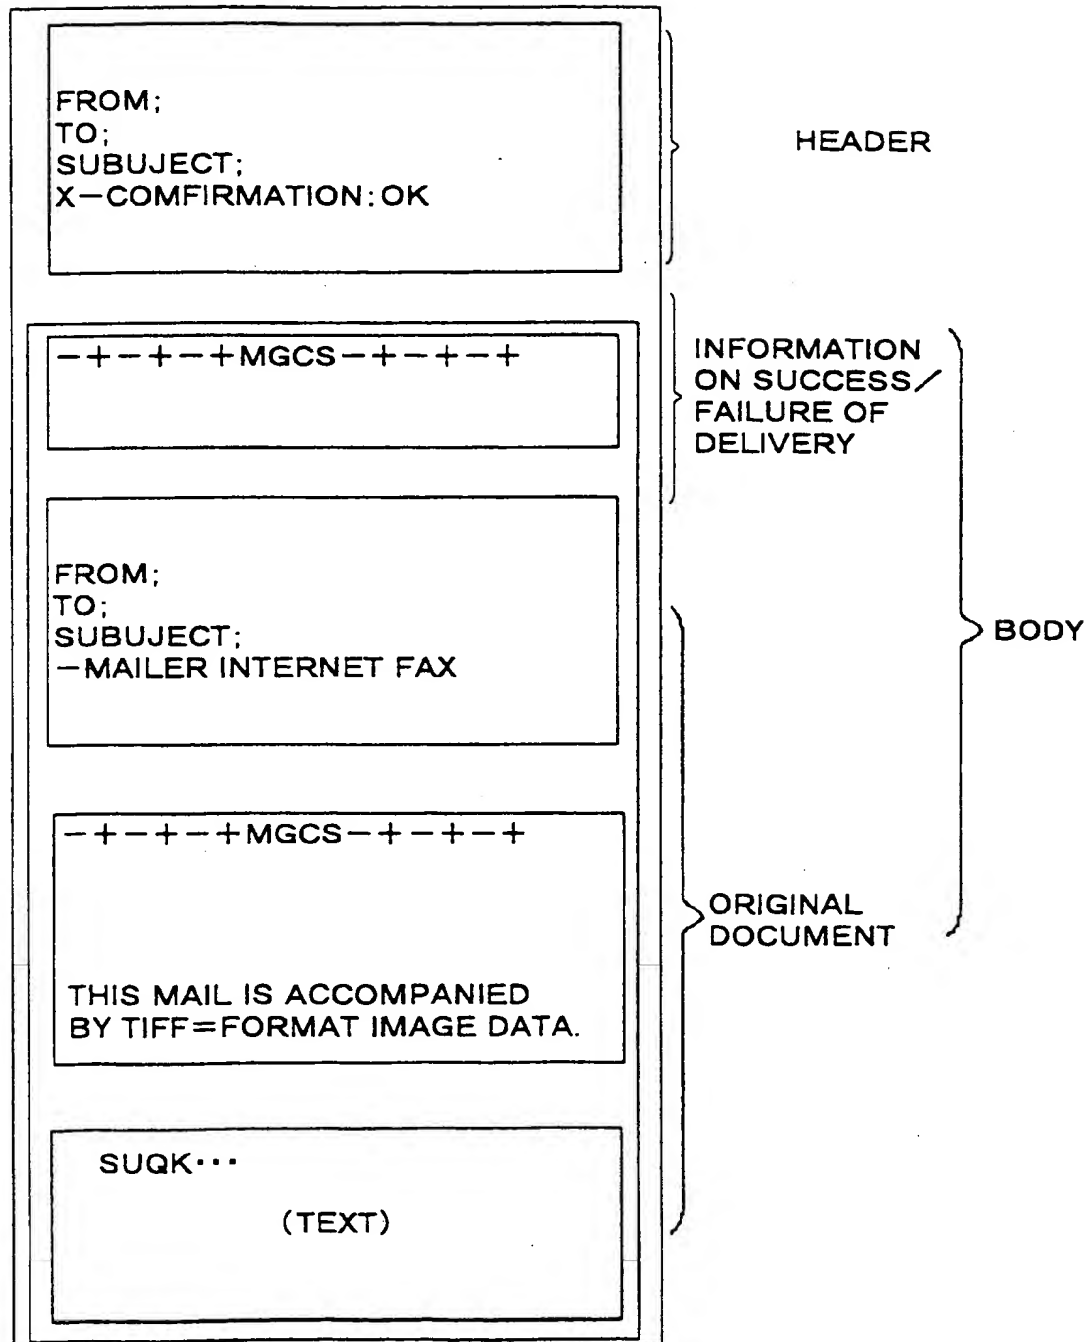 FROM;
TO;
SUBUJECT;
X-COMFIRMATION:OK
HEADER
-+-+-+MGCS-+-+-+
INFORMATION
ON SUCCESS/
FAILURE OF
DELIVERY
FROM;
TO;
SUBUJECT;
-MAILER INTERNET FAX
BODY
-+-+-+MGCS-+-+-+
THIS MAIL IS ACCOMPANIED
BY TIFF=FORMAT IMAGE DATA.
ORIGINAL
DOCUMENT
SUQK···
(TEXT)